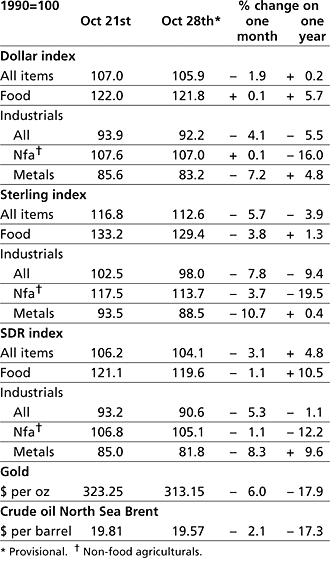 1990=100 % change on
Oct 21st Oct 28th* one month one year
Dollar index
All items 107.0 105.9 − 1.9 + 0.2
Food 122.0 121.8 + 0.1 + 5.7
Industrials
All 93.9 92.2 − 4.1 − 5.5
Nfa† 107.6 107.0 + 0.1 − 16.0
Metals 85.6 83.2 − 7.2 + 4.8
Sterling index
All items 116.8 112.6 − 5.7 − 3.9
Food 133.2 129.4 − 3.8 + 1.3
Industrials
All 102.5 98.0 − 7.8 − 9.4
Nfa† 117.5 113.7 − 3.7 − 19.5
Metals 93.5 88.5 − 10.7 + 0.4
SDR index
All items 106.2 104.1 − 3.1 + 4.8
Food 121.1 119.6 − 1.1 + 10.5
Industrials
All 93.2 90.6 − 5.3 − 1.1
Nfa† 106.8 105.1 − 1.1 − 12.2
Metals 85.0 81.8 − 8.3 + 9.6
Gold
$ per oz 323.25 313.15 − 6.0 − 17.9
Crude oil North Sea Brent
$ per barrel 19.81 19.57 − 2.1 − 17.3
* Provisional. † Non-food agriculturals.